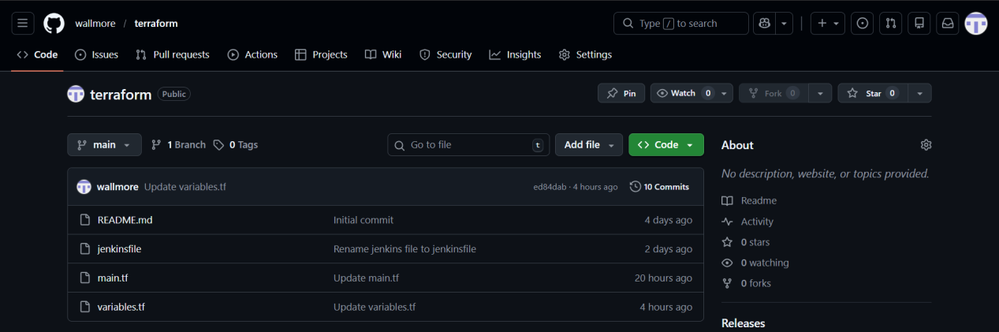 wallmore / terraform Type / to search
Code Issues Pull requests Actions Projects Wiki Security Insights Settings
terraform Public Pin Watch 0 Fork 0 Star 0
main 1 Branch 0 Tags Go to file t Add file Code
About
No description, website, or topics provided.
wallmore Update variables.tf ed84dab · 4 hours ago 10 Commits
README.md Initial commit 4 days ago
jenkinsfile Rename jenkins file to jenkinsfile 2 days ago
main.tf Update main.tf 20 hours ago
variables.tf Update variables.tf 4 hours ago
Readme
Activity
0 stars
0 watching
0 forks
Releases